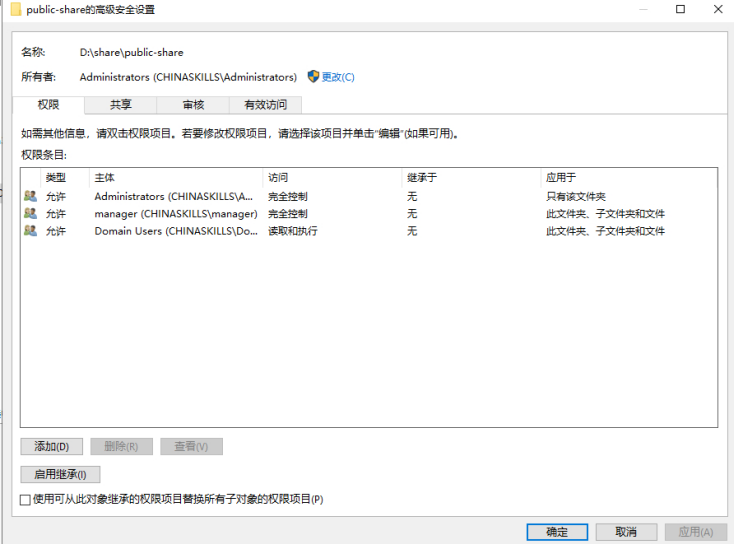 public-share的高级安全设置
名称: D:\share\public-share
所有者: Administrators (CHINASKILLS\Administrators) 更改(C)
权限 共享 审核 有效访问
如需其他信息，请双击权限项目。若要修改权限项目，请选择该项目并单击“编辑”(如果可用)。
权限条目:
类型 主体 访问 继承于 应用于
允许 Administrators (CHINASKILLS\A... 完全控制 无 只有该文件夹
允许 manager (CHINASKILLS\manager) 完全控制 无 此文件夹、子文件夹和文件
允许 Domain Users (CHINASKILLS\Do... 读取和执行 无 此文件夹、子文件夹和文件
添加(D) 删除(R) 查看(V)
启用继承(I)
使用可从此对象继承的权限项目替换所有子对象的权限项目(P)
确定 取消 应用(A)